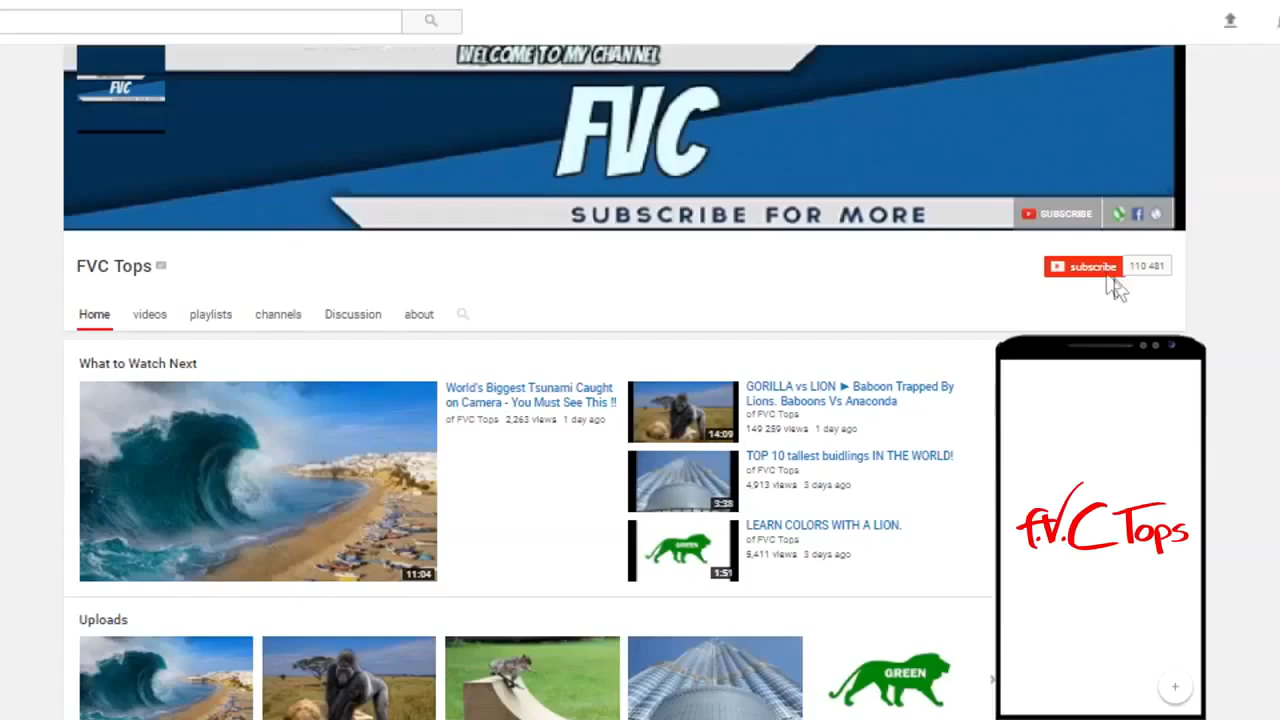 WELCOME TO MY CHANNEL
FVC
FVC
SUBSCRIBE FOR MORE
SUBSCRIBE
FVC Tops
subscribe
110 481
Home
videos
playlists
channels
Discussion
about
What to Watch Next
World's Biggest Tsunami Caught
on Camera - You Must See This !!
of FVC Tops 2,263 views 1 day ago
11:04
GORILLA vs LION ► Baboon Trapped By
Lions. Baboons Vs Anaconda
of FVC Tops
149 259 views 1 day ago
14:09
TOP 10 tallest buidlings IN THE WORLD!
of FVC Tops
4,913 views 3 days ago
3:38
LEARN COLORS WITH A LION.
of FVC Tops
5,411 views 3 days ago
GREEN
1:51
f.v.C Tops
Uploads
GREEN